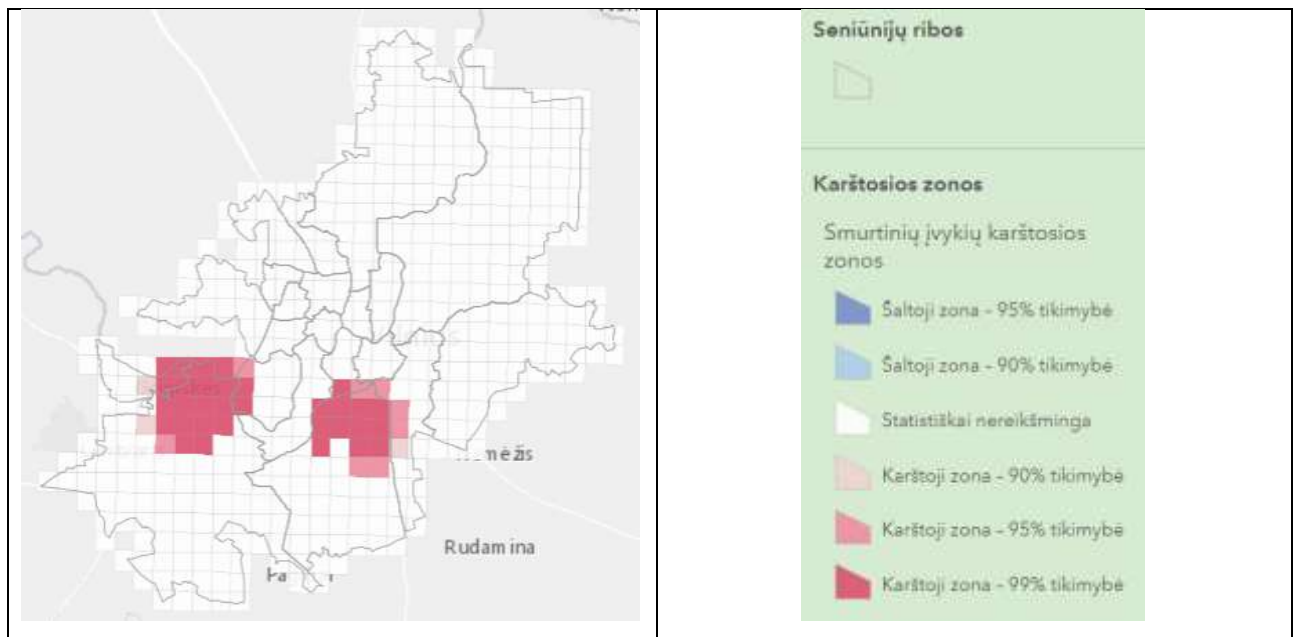 Rudamina
Seniūnijų ribos
Karštosios zonos
Smurtinių įvykių karštosios
zonos
Šaltoji zona - 95% tikimybė
Šaltoji zona - 90% tikimybė
Statistiškai nereikšminga
Karštoji zona - 90% tikimybė
Karštoji zona - 95% tikimybė
Karštoji zona - 99% tikimybė